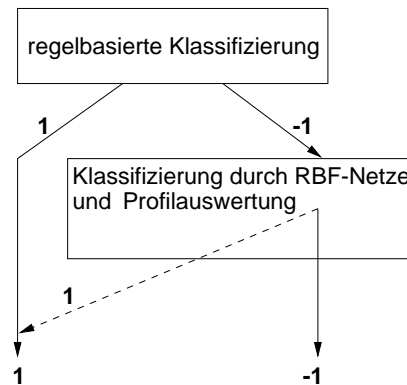 regelbasierte Klassifizierung
1
-1
Klassifizierung durch RBF-Netze
und Profilauswertung
1
1
-1